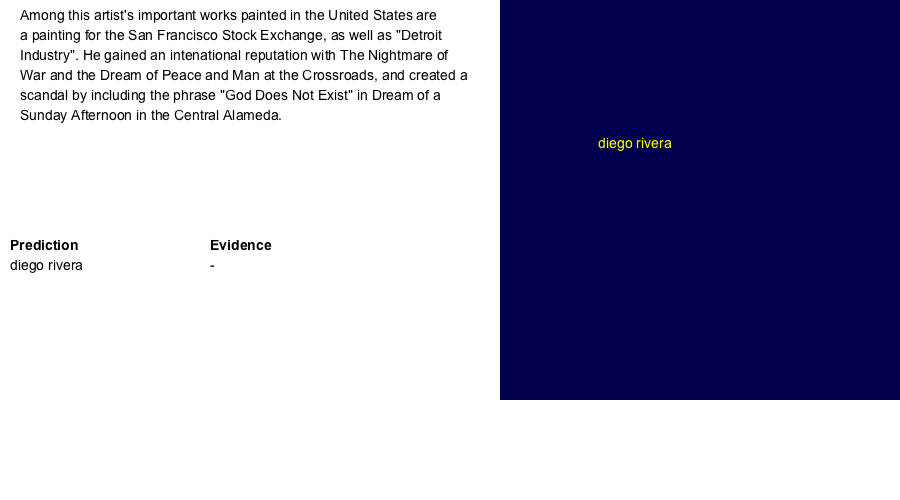 Among this artist's important works painted in the United States are
a painting for the San Francisco Stock Exchange, as well as "Detroit
Industry". He gained an intenational reputation with The Nightmare of
War and the Dream of Peace and Man at the Crossroads, and created a
scandal by including the phrase "God Does Not Exist" in Dream of a
Sunday Afternoon in the Central Alameda.
diego rivera
Prediction Evidence
diego rivera -